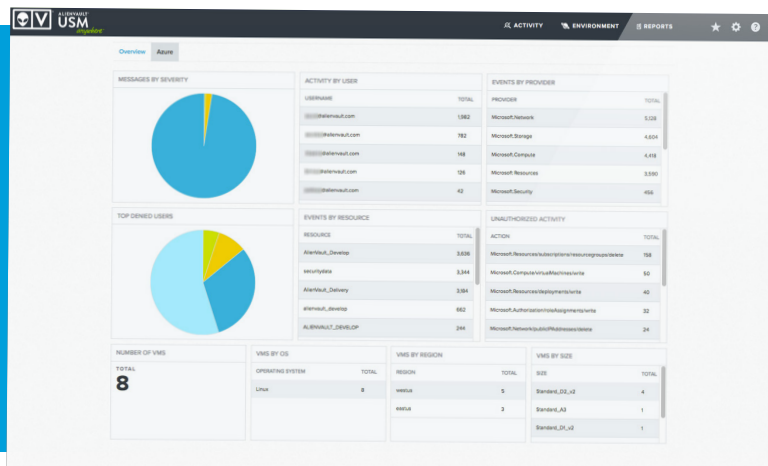 ALIENVAULT
USM
anywhere
ACTIVITY
ENVIRONMENT
REPORTS
Overview
Azure
MESSAGES BY SEVERITY
ACTIVITY BY USER
USERNAME TOTAL
@alienvault.com 1,982
@alienvault.com 782
@alienvault.com 148
@alienvault.com 126
@alienvault.com 42
EVENTS BY PROVIDER
PROVIDER TOTAL
Microsoft.Network 5,128
Microsoft.Storage 4,604
Microsoft.Compute 4,418
Microsoft.Resources 3,590
Microsoft.Security 456
TOP DENIED USERS
EVENTS BY RESOURCE
RESOURCE TOTAL
AlienVault_Develop 3,636
securitydata 3,344
AlienVault_Delivery 3,184
alienvault_develop 662
ALIENVAULT_DEVELOP 244
UNAUTHORIZED ACTIVITY
ACTION TOTAL
Microsoft.Resources/subscriptions/resourcegroups/delete 156
Microsoft.Compute/virtualMachines/write 50
Microsoft.Resources/deployments/write 40
Microsoft.Authorization/roleAssignments/write 32
Microsoft.Network/publicIPAddresses/delete 24
NUMBER OF VMS
TOTAL
8
VMS BY OS
OPERATING SYSTEM TOTAL
Linux 8
VMS BY REGION
REGION TOTAL
westus 5
eastus 3
VMS BY SIZE
SIZE TOTAL
Standard_D2_v2 4
Standard_A3 1
Standard_D1_v2 1